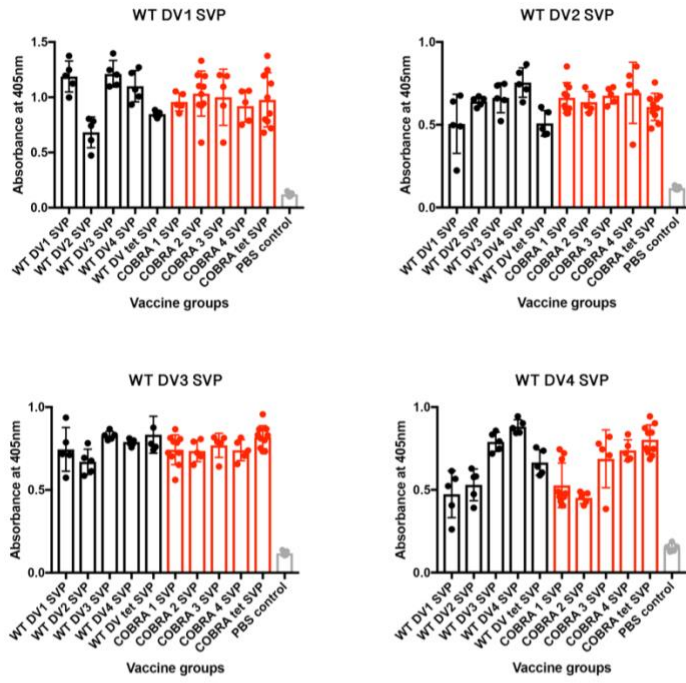 WT DV1 SVP
Absorbance at 405nm
1.5
1.0
0.5
0.0
WT DV1 SVP
WT DV2 SVP
WT DV3 SVP
WT DV4 SVP
WT DV tet SVP
COBRA 1 SVP
COBRA 2 SVP
COBRA 3 SVP
COBRA 4 SVP
COBRA tet SVP
PBS control
Vaccine groups
WT DV2 SVP
Absorbance at 405nm
1.0
0.5
0.0
WT DV1 SVP
WT DV2 SVP
WT DV3 SVP
WT DV4 SVP
WT DV tet SVP
COBRA 1 SVP
COBRA 2 SVP
COBRA 3 SVP
COBRA 4 SVP
COBRA tet SVP
PBS control
Vaccine groups
WT DV3 SVP
Absorbance at 405nm
1.0
0.5
0.0
WT DV1 SVP
WT DV2 SVP
WT DV3 SVP
WT DV4 SVP
WT DV tet SVP
COBRA 1 SVP
COBRA 2 SVP
COBRA 3 SVP
COBRA 4 SVP
COBRA tet SVP
PBS control
Vaccine groups
WT DV4 SVP
Absorbance at 405nm
1.0
0.5
0.0
WT DV1 SVP
WT DV2 SVP
WT DV3 SVP
WT DV4 SVP
WT DV tet SVP
COBRA 1 SVP
COBRA 2 SVP
COBRA 3 SVP
COBRA 4 SVP
COBRA tet SVP
PBS control
Vaccine groups